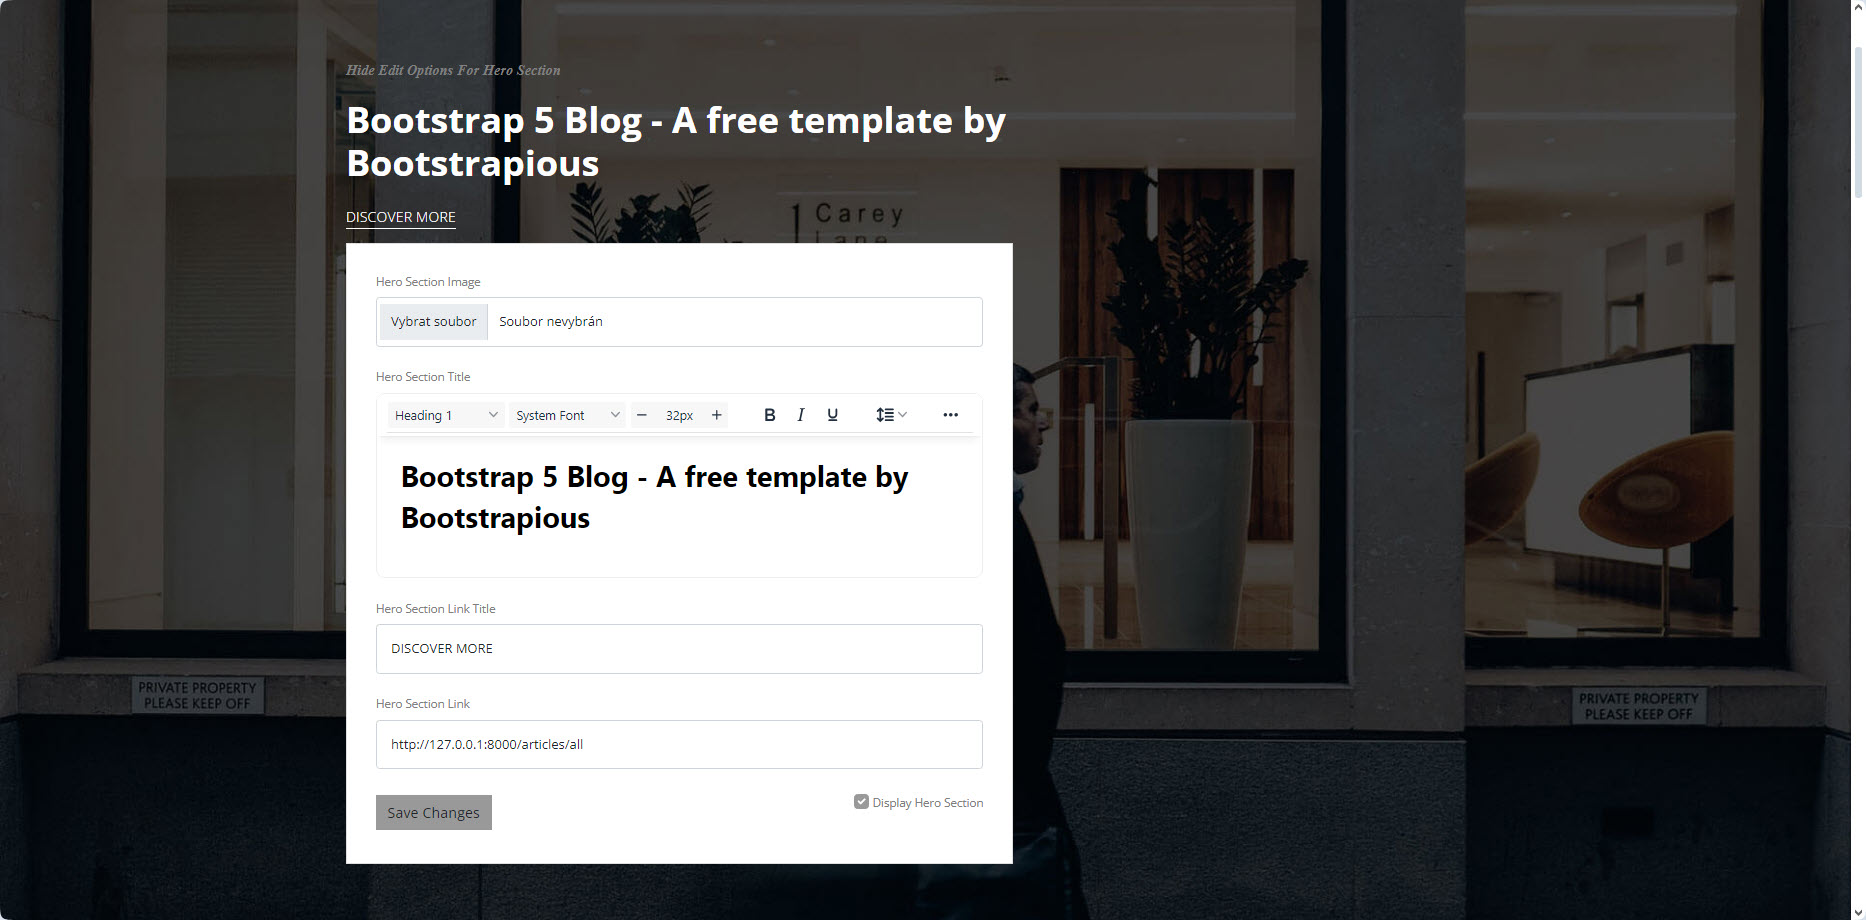 Hide Edit Options For Hero Section
Bootstrap 5 Blog - A free template by
Bootstrapious
DISCOVER MORE
1 Carey
Lane
Hero Section Image
Vybrat soubor Soubor nevybrán
Hero Section Title
Heading 1 System Font − 32px + B I U
Bootstrap 5 Blog - A free template by
Bootstrapious
Hero Section Link Title
DISCOVER MORE
Hero Section Link
http://127.0.0.1:8000/articles/all
Save Changes Display Hero Section
PRIVATE PROPERTY
PLEASE KEEP OFF
PRIVATE PROPERTY
PLEASE KEEP OFF